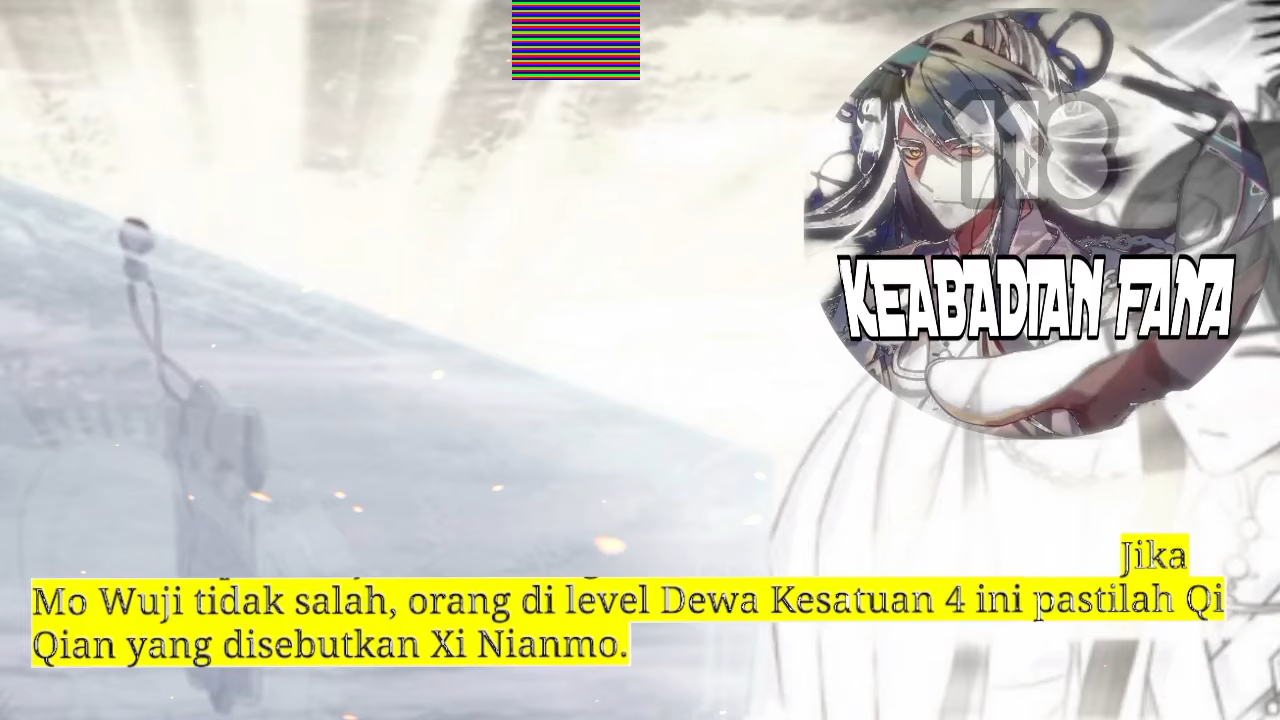 118
KEABADIAN FANA
Jika
Mo Wuji tidak salah, orang di level Dewa Kesatuan 4 ini pastilah Qi
Qian yang disebutkan Xi Nianmo.